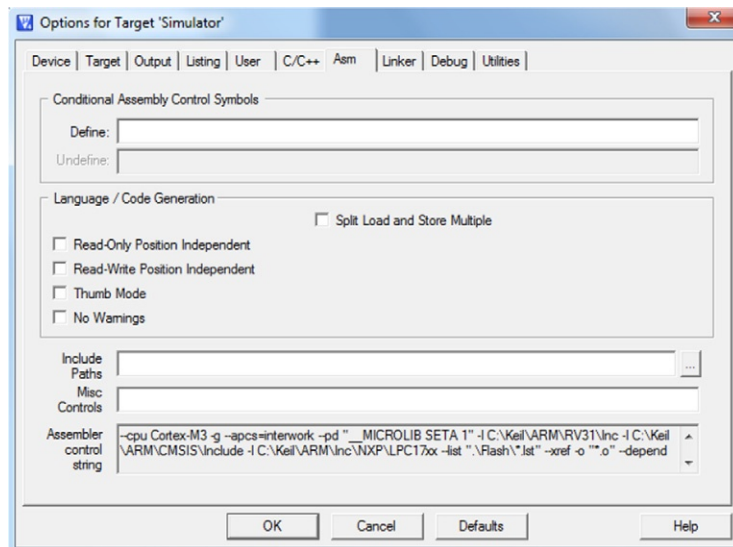 Options for Target 'Simulator'
Device Target Output Listing User C/C++ Asm Linker Debug Utilities
Conditional Assembly Control Symbols
Define:
Undefine:
Language / Code Generation
Split Load and Store Multiple
Read-Only Position Independent
Read-Write Position Independent
Thumb Mode
No Warnings
Include
Paths
...
Misc
Controls
Assembler
control
string
--cpu Cortex-M3 -g --apcs=interwork --pd "__MICROLIB SETA 1" -I C:\Keil\ARM\RV31\Inc -I C:\Keil
\ARM\CMSIS\Include -I C:\Keil\ARM\Inc\NXP\LPC17xx --list ".\Flash\*.lst" --xref -o "*.o" --depend
OK Cancel Defaults Help